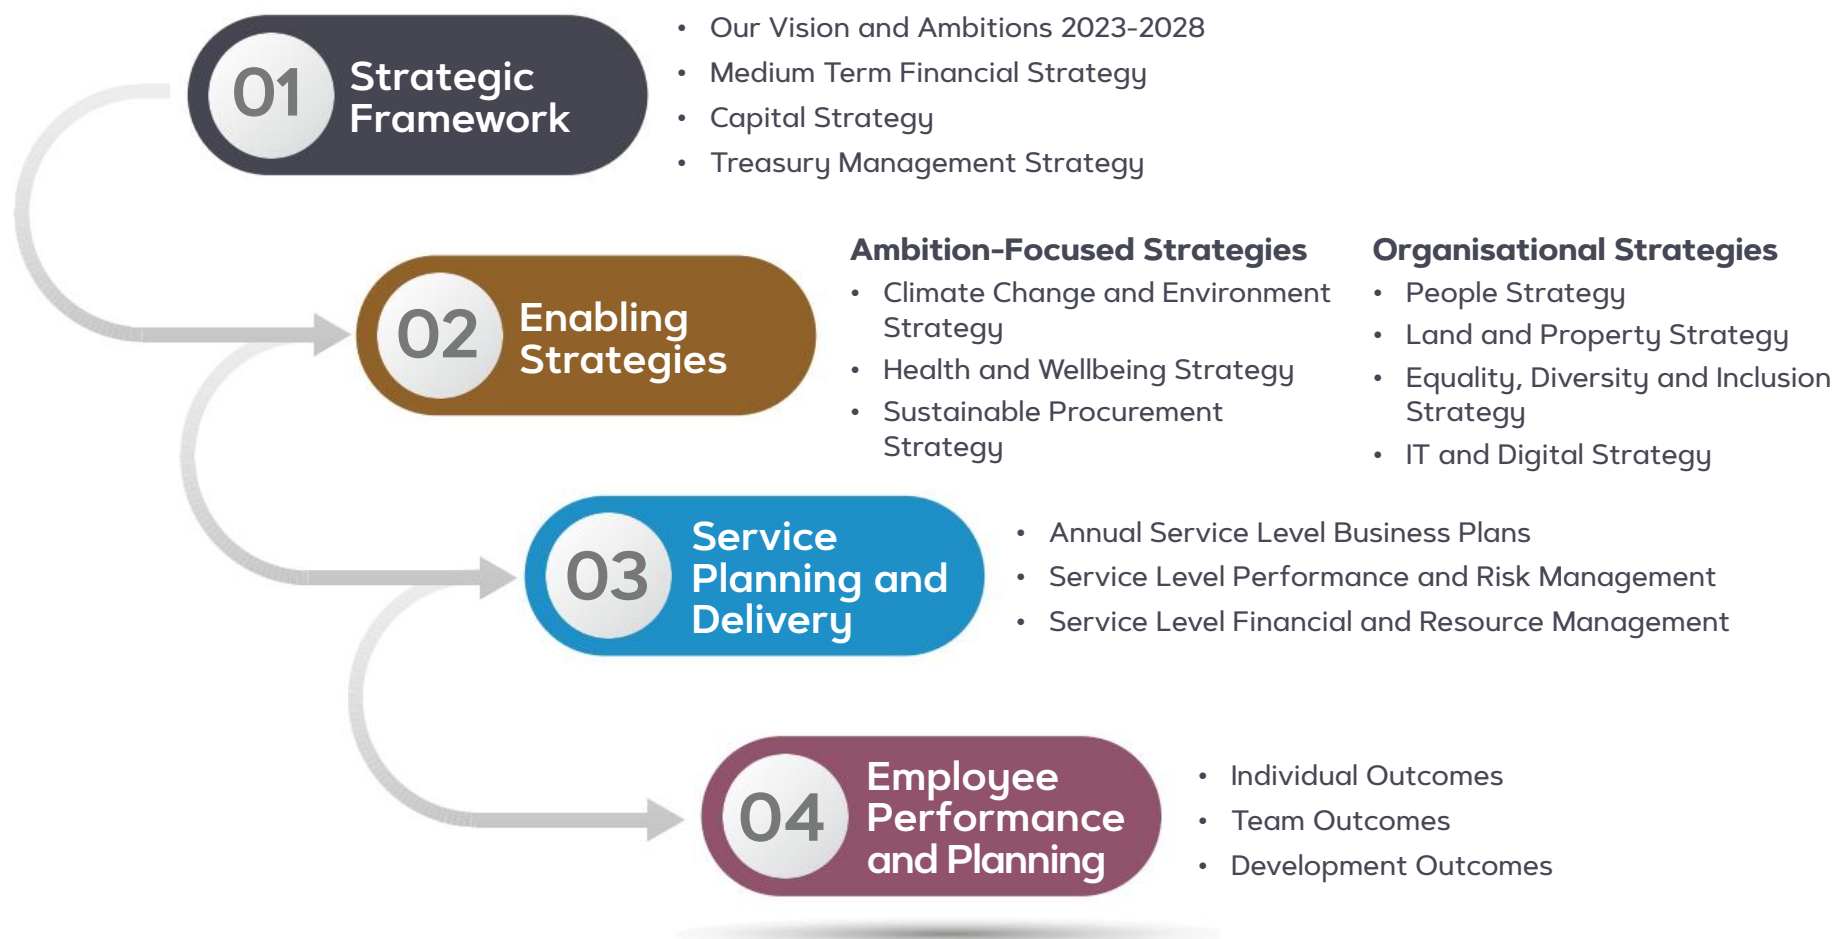 01
Strategic
Framework
• Our Vision and Ambitions 2023-2028
• Medium Term Financial Strategy
• Capital Strategy
• Treasury Management Strategy
02
Enabling
Strategies
Ambition-Focused Strategies
• Climate Change and Environment
Strategy
• Health and Wellbeing Strategy
• Sustainable Procurement
Strategy
Organisational Strategies
• People Strategy
• Land and Property Strategy
• Equality, Diversity and Inclusion
Strategy
• IT and Digital Strategy
03
Service
Planning and
Delivery
• Annual Service Level Business Plans
• Service Level Performance and Risk Management
• Service Level Financial and Resource Management
04
Employee
Performance
and Planning
• Individual Outcomes
• Team Outcomes
• Development Outcomes